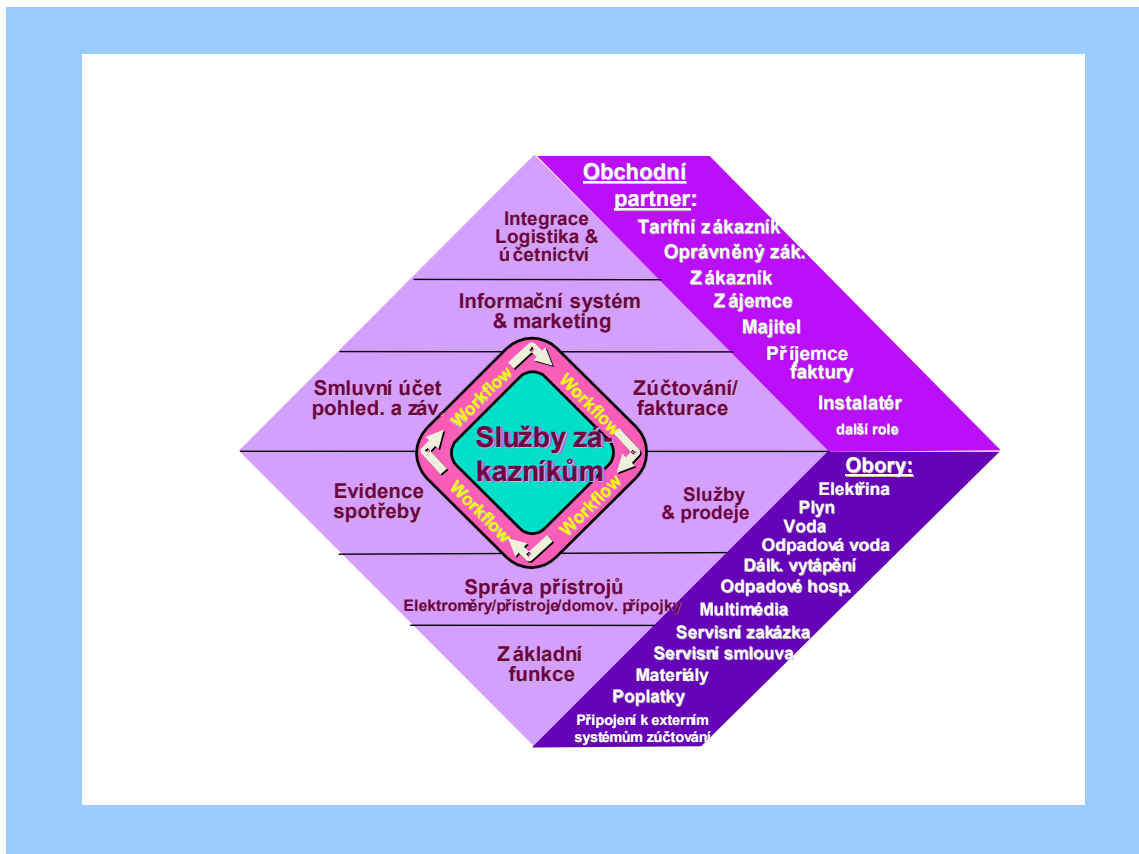 Obchodní
partner:
Tarifní zákazník
Oprávněný zák.
Zákazník
Zájemce
Majitel
Příjemce
faktury
Instalatér
další role
Integrace
Logistika &
účetnictví
Informační systém
& marketing
Smluvní účet
pohled. a záv.
Zúčtování/
fakturace
Workflow
Workflow
Služby zá-
kazníkům
Workflow
Workflow
Evidence
spotřeby
Služby
& prodeje
Správa přístrojů
Elektroměry/přístroje/domov. přípojky
Základní
funkce
Obory:
Elektřina
Plyn
Voda
Odpadová voda
Dálk. vytápění
Odpadové hosp.
Multimédia
Servisní zakázka
Servisní smlouva
Materiály
Poplatky
Připojení k externím
systémům zúčtování